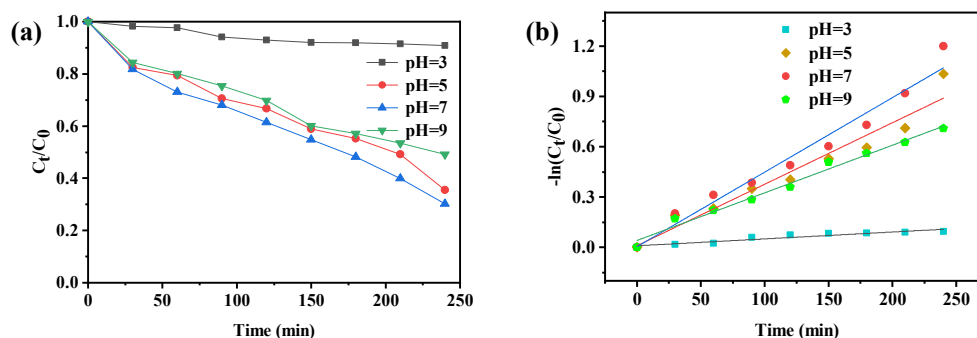 (a)
1.0
0.8
0.6
0.4
0.2
0.0
Cₜ/C₀
pH=3
pH=5
pH=7
pH=9
0 50 100 150 200 250
Time (min)
(b)
1.2
0.9
0.6
0.3
0.0
-ln(Cₜ/C₀)
pH=3
pH=5
pH=7
pH=9
0 50 100 150 200 250
Time (min)